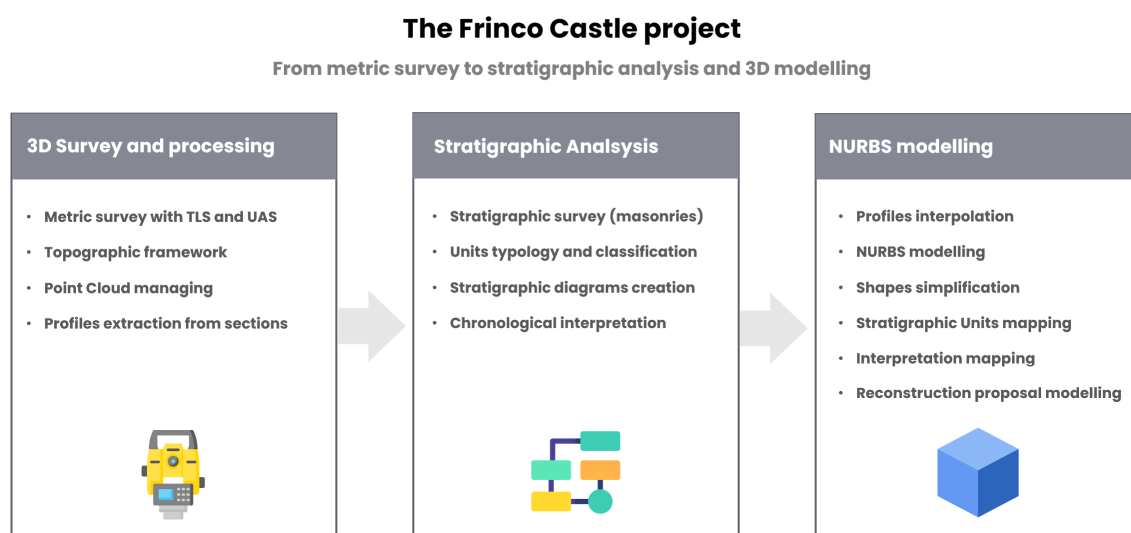 The Frinco Castle project
From metric survey to stratigraphic analysis and 3D modelling
3D Survey and processing
• Metric survey with TLS and UAS
• Topographic framework
• Point Cloud managing
• Profiles extraction from sections
Stratigraphic Analsysis
• Stratigraphic survey (masonries)
• Units typology and classification
• Stratigraphic diagrams creation
• Chronological interpretation
NURBS modelling
• Profiles interpolation
• NURBS modelling
• Shapes simplification
• Stratigraphic Units mapping
• Interpretation mapping
• Reconstruction proposal modelling